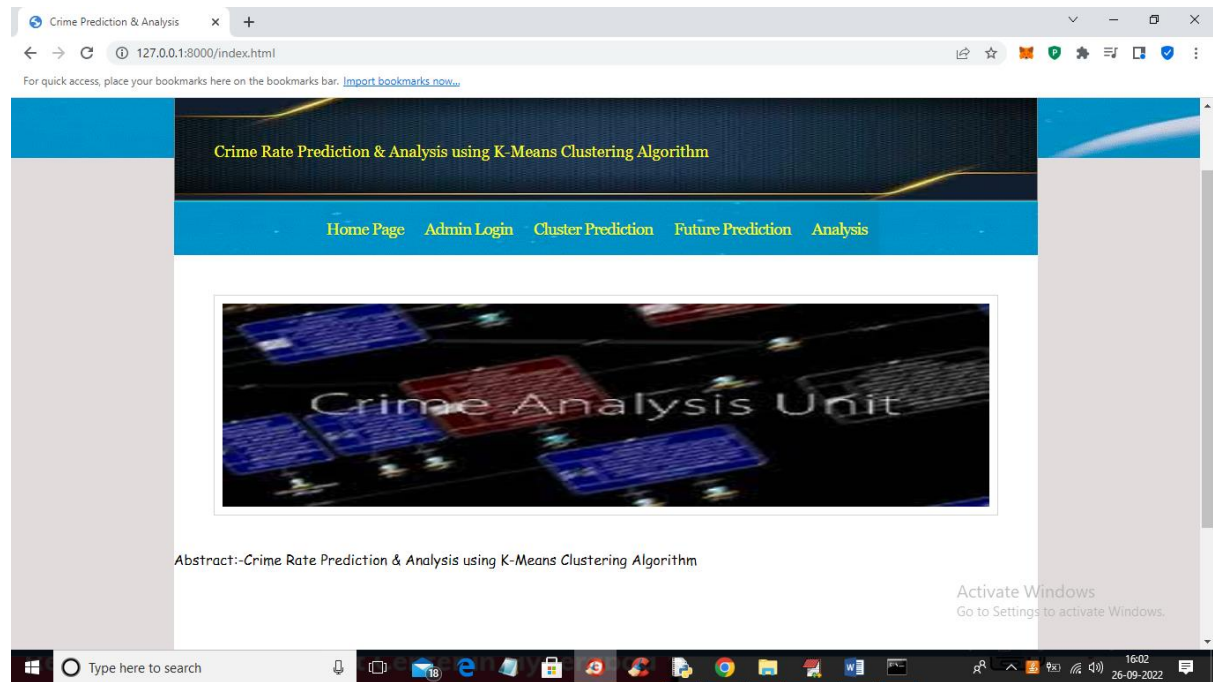 Crime Prediction & Analysis
127.0.0.1:8000/index.html
For quick access, place your bookmarks here on the bookmarks bar. Import bookmarks now...
Crime Rate Prediction & Analysis using K-Means Clustering Algorithm
Home Page Admin Login Cluster Prediction Future Prediction Analysis
Crime Analysis Unit
Abstract:-Crime Rate Prediction & Analysis using K-Means Clustering Algorithm
Activate Windows
Go to Settings to activate Windows.
Type here to search
18
16:02
26-09-2022